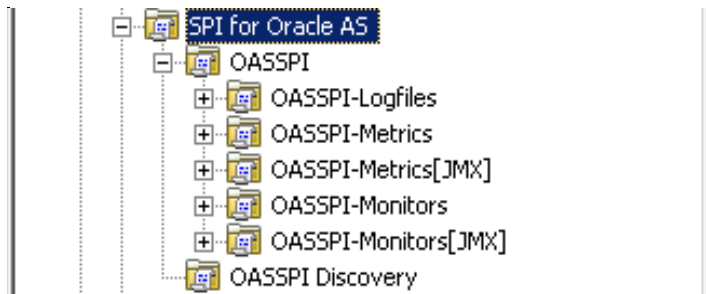 SPI for Oracle AS
OASSPI
OASSPI-Logfiles
OASSPI-Metrics
OASSPI-Metrics[JMX]
OASSPI-Monitors
OASSPI-Monitors[JMX]
OASSPI Discovery